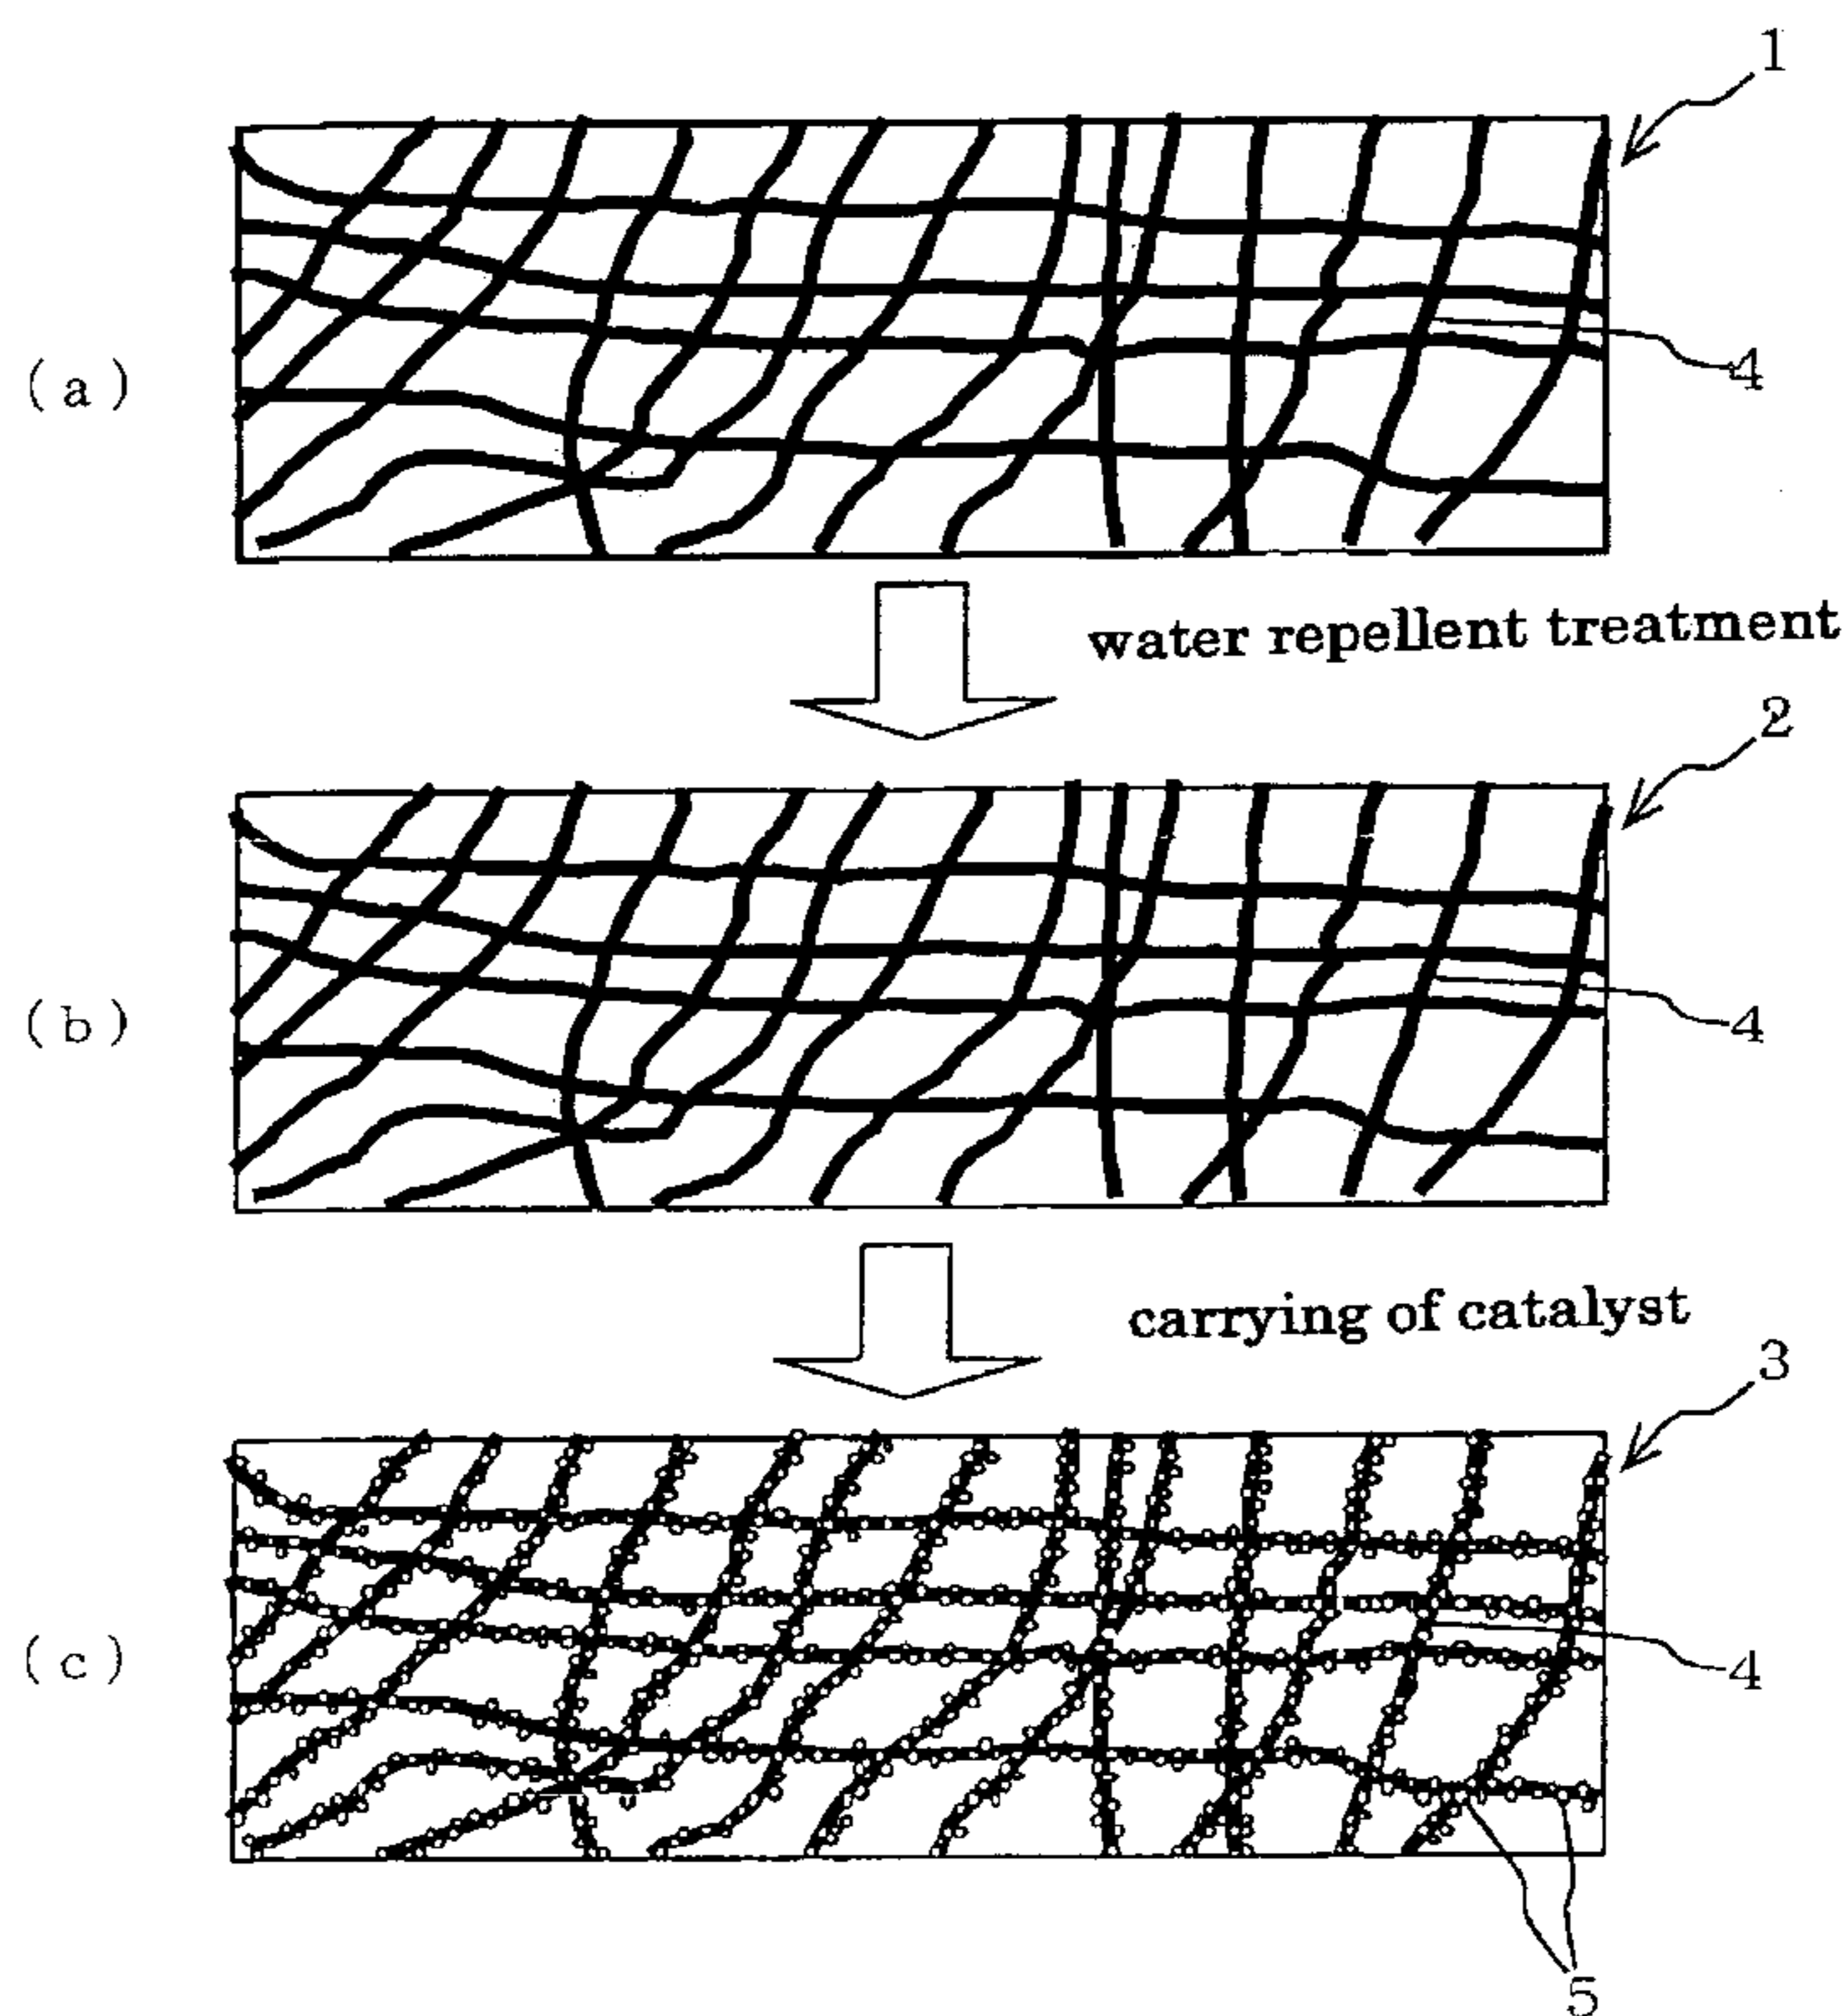 1
(a)
4
water repellent treatment
2
(b)
4
carrying of catalyst
3
(c)
4
5